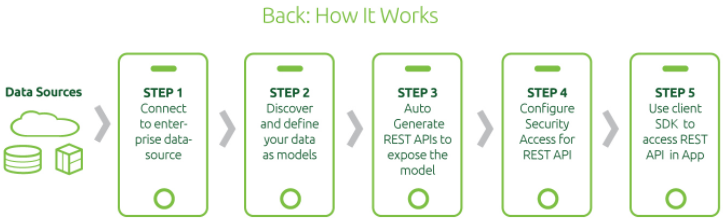 Back: How It Works
Data Sources
STEP 1
Connect
to enter-
prise data-
source
STEP 2
Discover
and define
your data
as models
STEP 3
Auto
Generate
REST APIs to
expose the
model
STEP 4
Configure
Security
Access for
REST API
STEP 5
Use client
SDK to
access REST
API in App